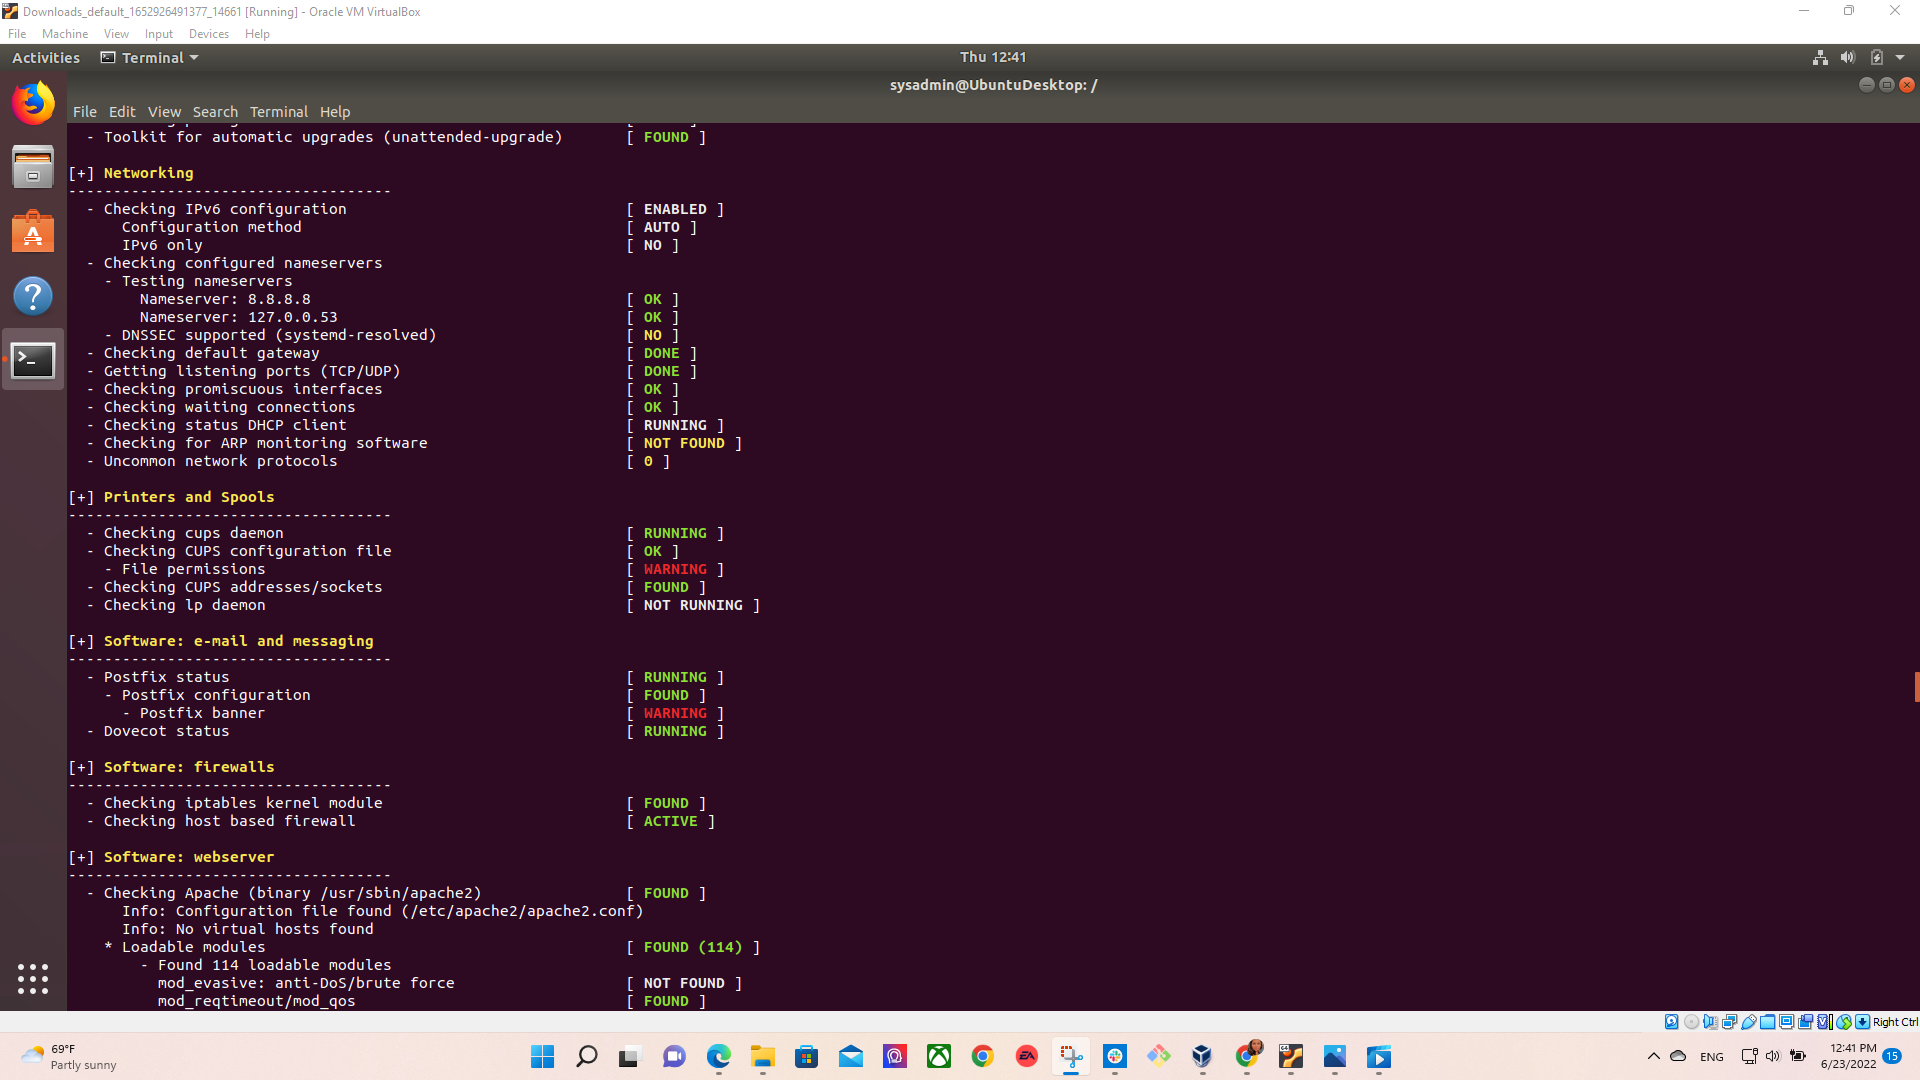 Downloads_default_1652926491377_14661 [Running] - Oracle VM VirtualBox
File Machine View Input Devices Help
Activities Terminal Thu 12:41
sysadmin@UbuntuDesktop: /
File Edit View Search Terminal Help
- Toolkit for automatic upgrades (unattended-upgrade) [ FOUND ]
[+] Networking
------------------------------------
- Checking IPv6 configuration [ ENABLED ]
Configuration method [ AUTO ]
IPv6 only [ NO ]
- Checking configured nameservers
- Testing nameservers
Nameserver: 8.8.8.8 [ OK ]
Nameserver: 127.0.0.53 [ OK ]
- DNSSEC supported (systemd-resolved) [ NO ]
- Checking default gateway [ DONE ]
- Getting listening ports (TCP/UDP) [ DONE ]
- Checking promiscuous interfaces [ OK ]
- Checking waiting connections [ OK ]
- Checking status DHCP client [ RUNNING ]
- Checking for ARP monitoring software [ NOT FOUND ]
- Uncommon network protocols [ 0 ]
[+] Printers and Spools
------------------------------------
- Checking cups daemon [ RUNNING ]
- Checking CUPS configuration file [ OK ]
- File permissions [ WARNING ]
- Checking CUPS addresses/sockets [ FOUND ]
- Checking lp daemon [ NOT RUNNING ]
[+] Software: e-mail and messaging
------------------------------------
- Postfix status [ RUNNING ]
- Postfix configuration [ FOUND ]
- Postfix banner [ WARNING ]
- Dovecot status [ RUNNING ]
[+] Software: firewalls
------------------------------------
- Checking iptables kernel module [ FOUND ]
- Checking host based firewall [ ACTIVE ]
[+] Software: webserver
------------------------------------
- Checking Apache (binary /usr/sbin/apache2) [ FOUND ]
Info: Configuration file found (/etc/apache2/apache2.conf)
Info: No virtual hosts found
* Loadable modules [ FOUND (114) ]
- Found 114 loadable modules
mod_evasive: anti-DoS/brute force [ NOT FOUND ]
mod_reqtimeout/mod_qos [ FOUND ]
Right Ctrl
69°F
Partly sunny
EA
ENG
12:41 PM
6/23/2022
15